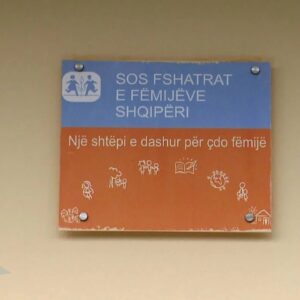 SOS FSHATRAT
E FËMIJËVE
SHQIPËRI
Një shtëpi e dashur për çdo fëmijë